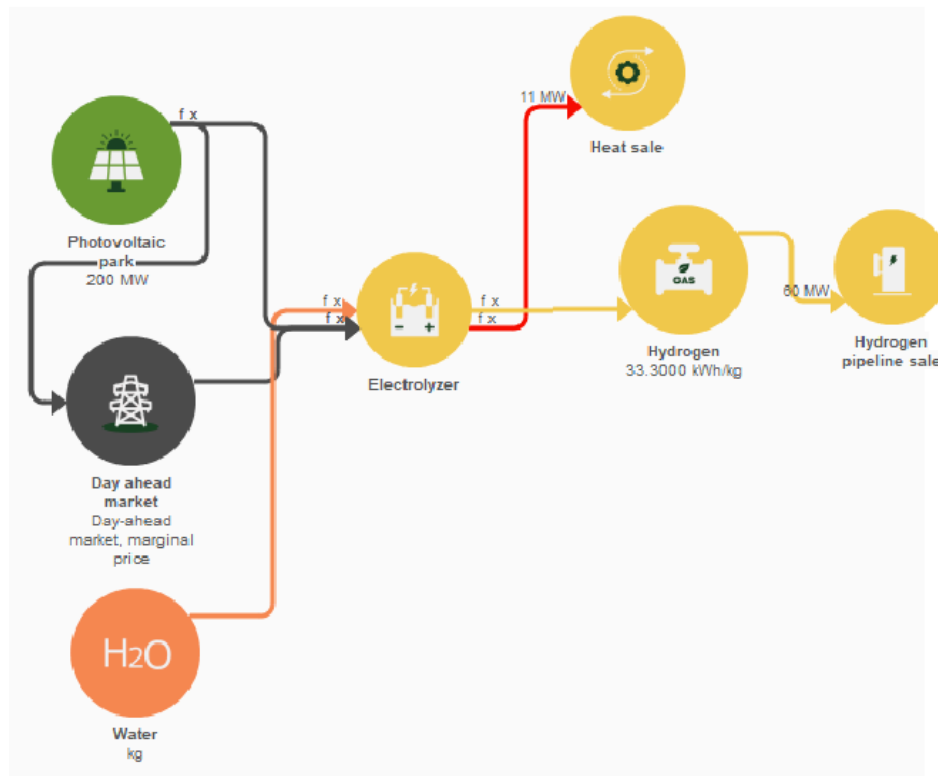 11 MW
Heat sale
f x
Photovoltaic
park
200 MW
f x
f x
f x
f x
- +
Electrolyzer
GAS
Hydrogen
33.3000 kWh/kg
60 MW
Hydrogen
pipeline sale
Day ahead
market
Day-ahead
market, marginal
price
H2O
Water
kg